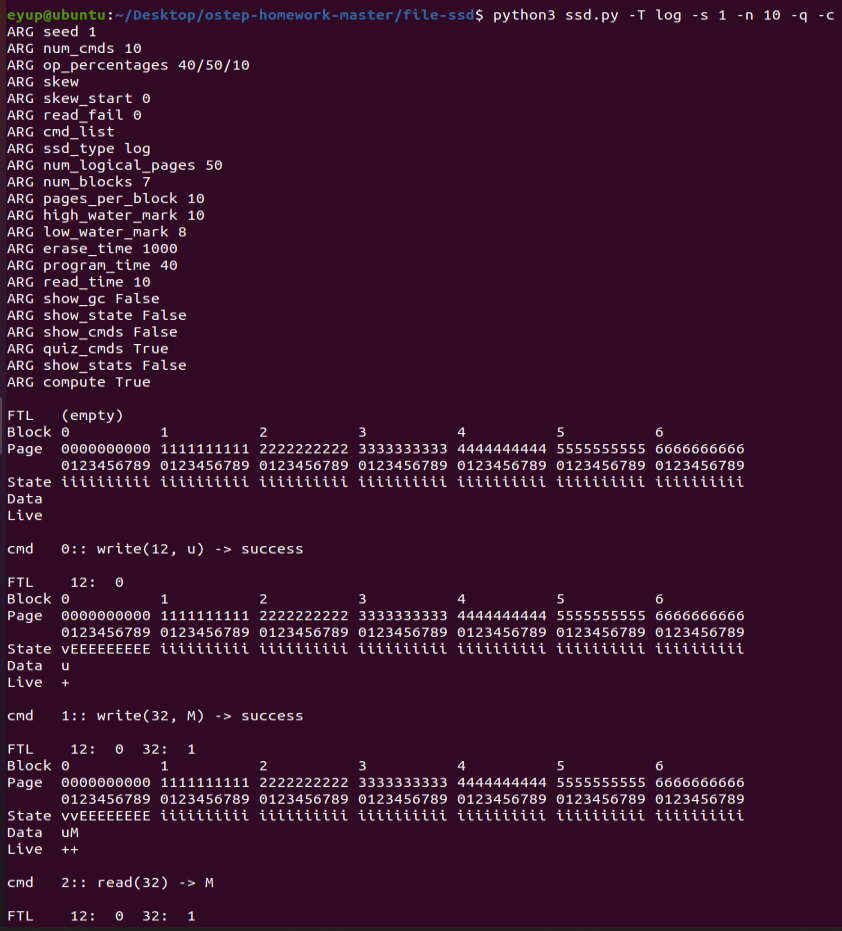 eyup@ubuntu:~/Desktop/ostep-homework-master/file-ssd$ python3 ssd.py -T log -s 1 -n 10 -q -c
ARG seed 1
ARG num_cmds 10
ARG op_percentages 40/50/10
ARG skew
ARG skew_start 0
ARG read_fail 0
ARG cmd_list
ARG ssd_type log
ARG num_logical_pages 50
ARG num_blocks 7
ARG pages_per_block 10
ARG high_water_mark 10
ARG low_water_mark 8
ARG erase_time 1000
ARG program_time 40
ARG read_time 10
ARG show_gc False
ARG show_state False
ARG show_cmds False
ARG quiz_cmds True
ARG show_stats False
ARG compute True

FTL   (empty)
Block 0          1          2          3          4          5          6
Page  0000000000 1111111111 2222222222 3333333333 4444444444 5555555555 6666666666
      0123456789 0123456789 0123456789 0123456789 0123456789 0123456789 0123456789
State iiiiiiiiii iiiiiiiiii iiiiiiiiii iiiiiiiiii iiiiiiiiii iiiiiiiiii iiiiiiiiii
Data
Live

cmd   0:: write(12, u) -> success

FTL    12:  0
Block 0          1          2          3          4          5          6
Page  0000000000 1111111111 2222222222 3333333333 4444444444 5555555555 6666666666
      0123456789 0123456789 0123456789 0123456789 0123456789 0123456789 0123456789
State vEEEEEEEEE iiiiiiiiii iiiiiiiiii iiiiiiiiii iiiiiiiiii iiiiiiiiii iiiiiiiiii
Data  u
Live  +

cmd   1:: write(32, M) -> success

FTL    12:  0  32:  1
Block 0          1          2          3          4          5          6
Page  0000000000 1111111111 2222222222 3333333333 4444444444 5555555555 6666666666
      0123456789 0123456789 0123456789 0123456789 0123456789 0123456789 0123456789
State vvEEEEEEEE iiiiiiiiii iiiiiiiiii iiiiiiiiii iiiiiiiiii iiiiiiiiii iiiiiiiiii
Data  uM
Live  ++

cmd   2:: read(32) -> M

FTL    12:  0  32:  1